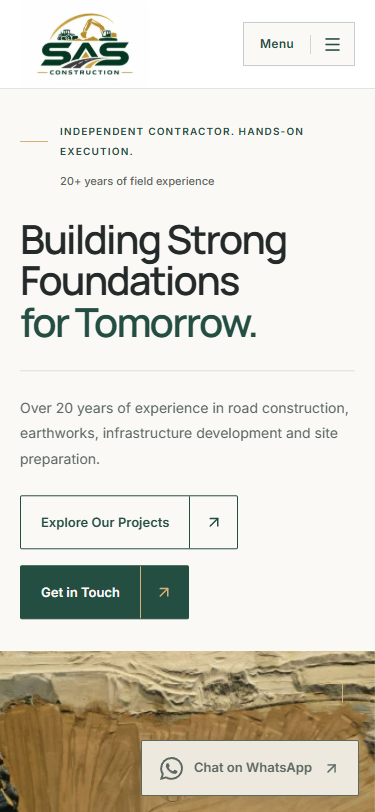 SAS
CONSTRUCTION
Menu
INDEPENDENT CONTRACTOR. HANDS-ON
EXECUTION.
20+ years of field experience
Building Strong
Foundations
for Tomorrow.
Over 20 years of experience in road construction,
earthworks, infrastructure development and site
preparation.
Explore Our Projects
Get in Touch
Chat on WhatsApp